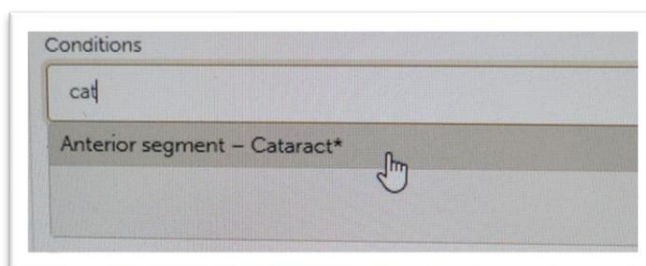 Conditions
cat
Anterior segment – Cataract*